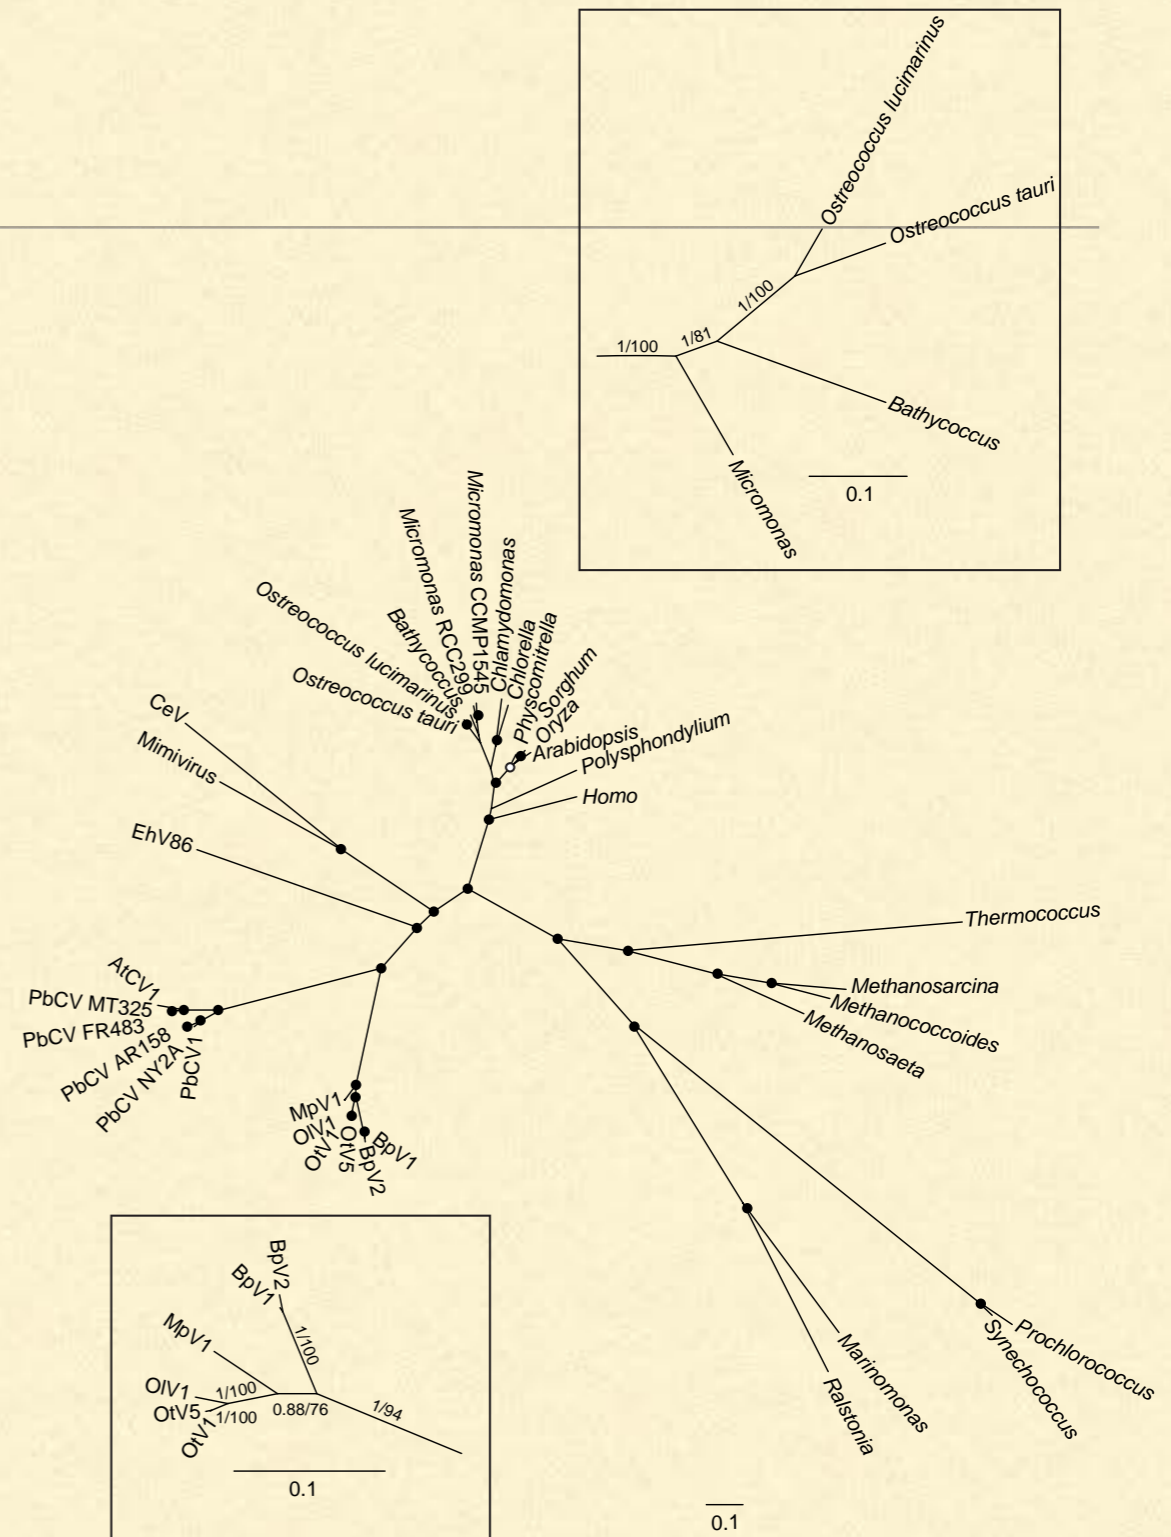 Ostreococcus lucimarinus
Ostreococcus tauri
1/100
1/81
1/100
Bathycoccus
Micromonas
0.1
Micromonas CCMP1545
Micromonas RCC299
Chlamydomonas
Chlorella
Physcomitrella
Sorghum
Oryza
Bathycoccus
Ostreococcus lucimarinus
Ostreococcus tauri
Arabidopsis
Polysphondylium
Homo
CeV
Mimivirus
EhV86
Thermococcus
Methanosarcina
Methanococcoides
Methanosaeta
AtCV1
PbCV MT325
PbCV FR483
PbCV AR158
PbCV NY2A
PbCV1
MpV1
OlV1
OtV1
OtV5
BpV2
BpV1
BpV2
BpV1
MpV1
1/100
OlV1
1/100
OtV5
1/100
OtV1
0.88/76
1/94
0.1
Prochlorococcus
Synechococcus
Marinomonas
Ralstonia
0.1